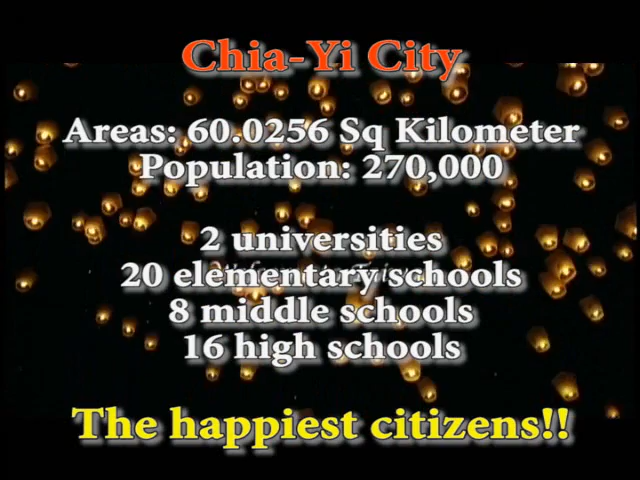 Chia-Yi City
Areas: 60.0256 Sq Kilometer
Population: 270,000
2 universities
20 elementary schools
8 middle schools
16 high schools
The happiest citizens!!